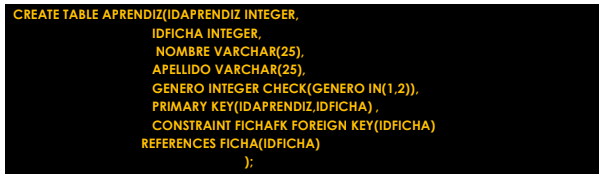 CREATE TABLE APRENDIZ(IDAPRENDIZ INTEGER,
IDFICHA INTEGER,
NOMBRE VARCHAR(25),
APELLIDO VARCHAR(25),
GENERO INTEGER CHECK(GENERO IN(1,2)),
PRIMARY KEY(IDAPRENDIZ,IDFICHA) ,
CONSTRAINT FICHAFK FOREIGN KEY(IDFICHA)
REFERENCES FICHA(IDFICHA)
);